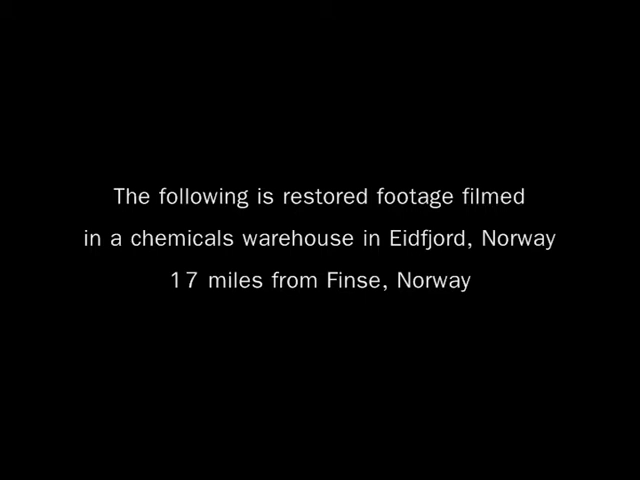 The following is restored footage filmed
in a chemicals warehouse in Eidfjord, Norway
17 miles from Finse, Norway